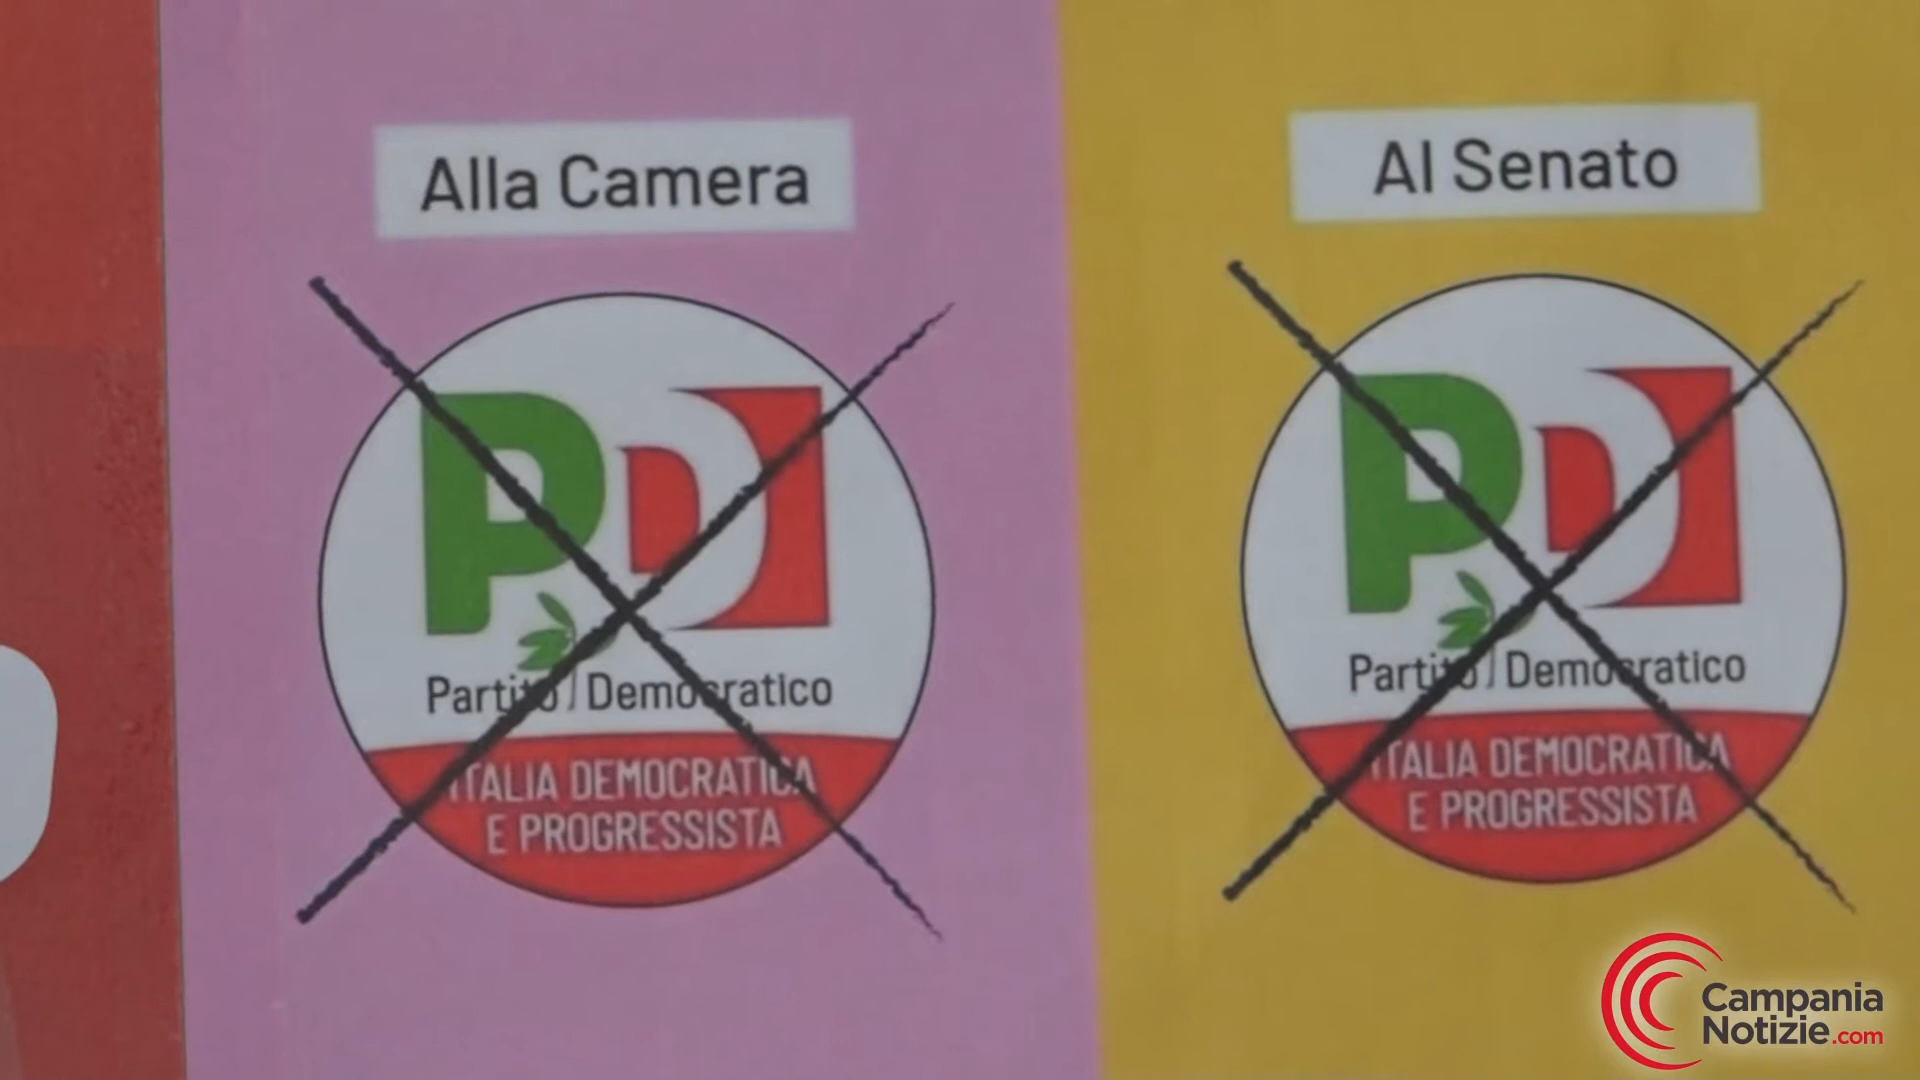 Alla Camera
PD
Partito Democratico
ITALIA DEMOCRATICA
E PROGRESSISTA
Al Senato
PD
Partito Democratico
ITALIA DEMOCRATICA
E PROGRESSISTA
Campania
Notizie.com